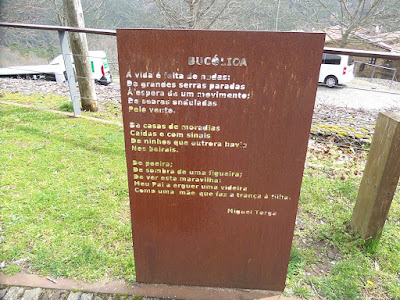 BUCÓLICA
A vida é feita de nadas:
De grandes serras paradas
À espera de um movimento;
De searas onduladas
Pelo vento.
De casas de moradias
Caídas e com sinais
De ninhos que outrora havia
Nos beirais.
De poeira;
De sombra de uma figueira;
De ver esta maravilha:
Meu Pai a erguer uma videira
Como uma mãe que faz a trança à filha.
Miguel Torga